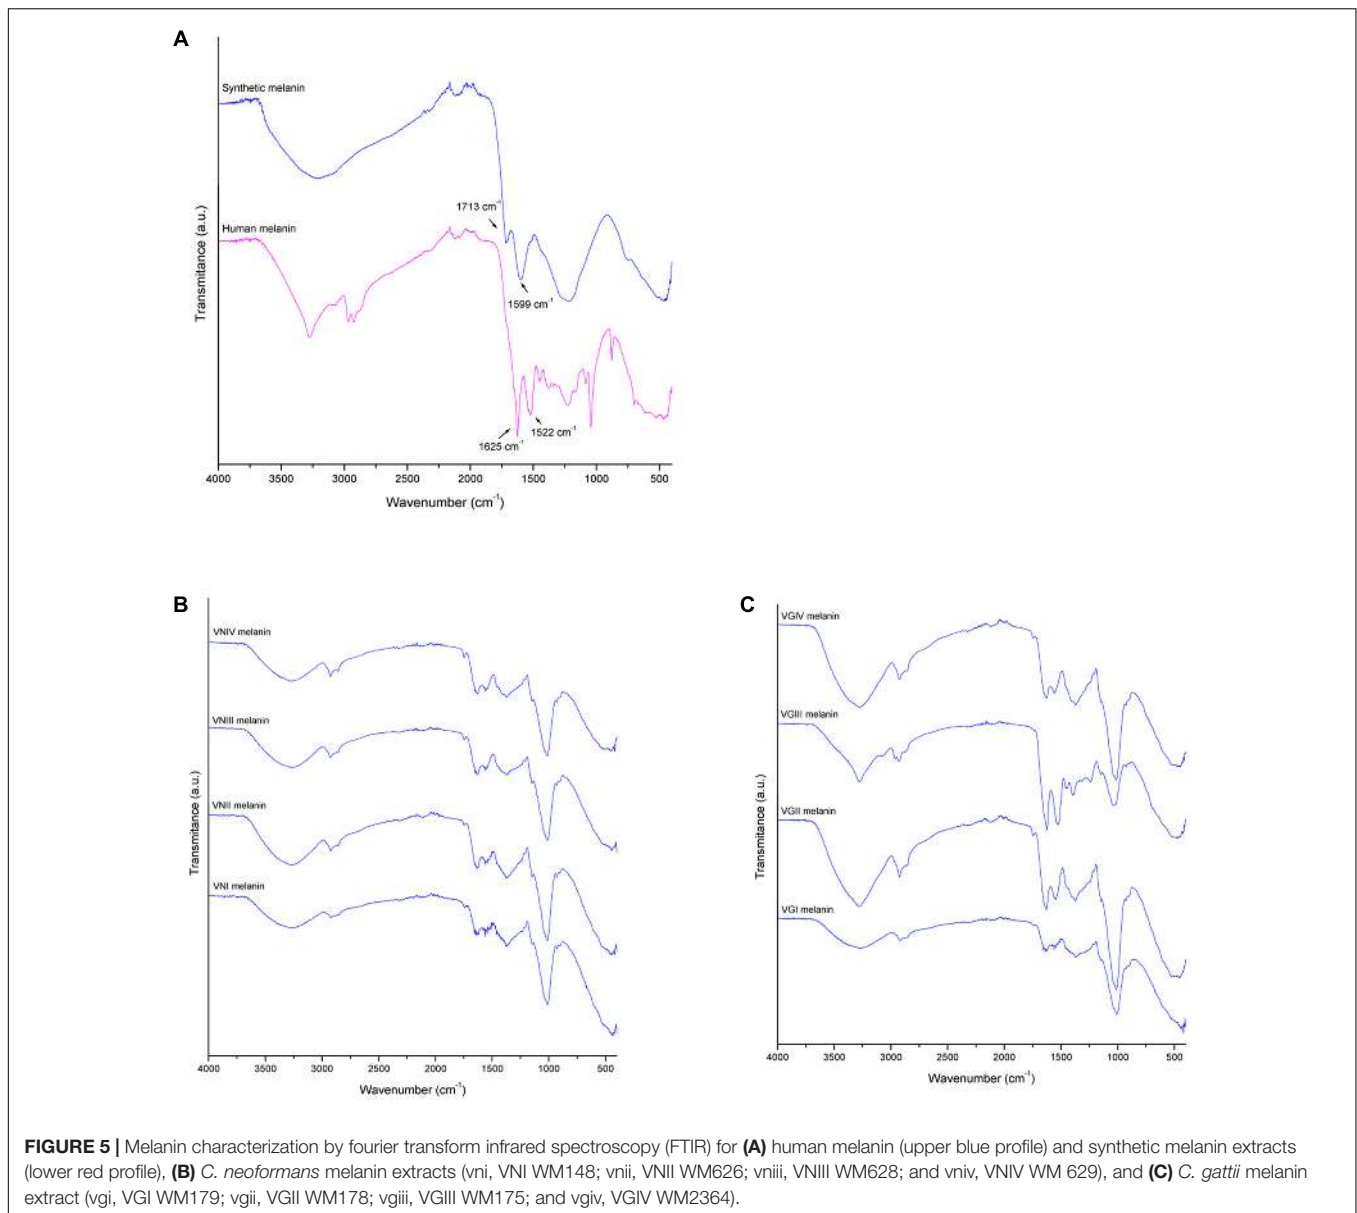 A
Synthetic melanin
1713 cm⁻¹
Human melanin
1599 cm⁻¹
1522 cm⁻¹
1625 cm⁻¹
Transmitance (a.u.)
4000 3500 3000 2500 2000 1500 1000 500
Wavenumber (cm⁻¹)
B
VNIV melanin
VNIII melanin
VNII melanin
VNI melanin
Transmitance (a.u.)
4000 3500 3000 2500 2000 1500 1000 500
Wavenumber (cm⁻¹)
C
VGIV melanin
VGIII melanin
VGII melanin
VGI melanin
Transmitance (a.u.)
4000 3500 3000 2500 2000 1500 1000 500
Wavenumber (cm⁻¹)
FIGURE 5 | Melanin characterization by fourier transform infrared spectroscopy (FTIR) for (A) human melanin (upper blue profile) and synthetic melanin extracts
(lower red profile), (B) C. neoformans melanin extracts (vni, VNI WM148; vnii, VNII WM626; vniii, VNIII WM628; and vniv, VNIV WM 629), and (C) C. gattii melanin
extract (vgi, VGI WM179; vgii, VGII WM178; vgiii, VGIII WM175; and vgiv, VGIV WM2364).